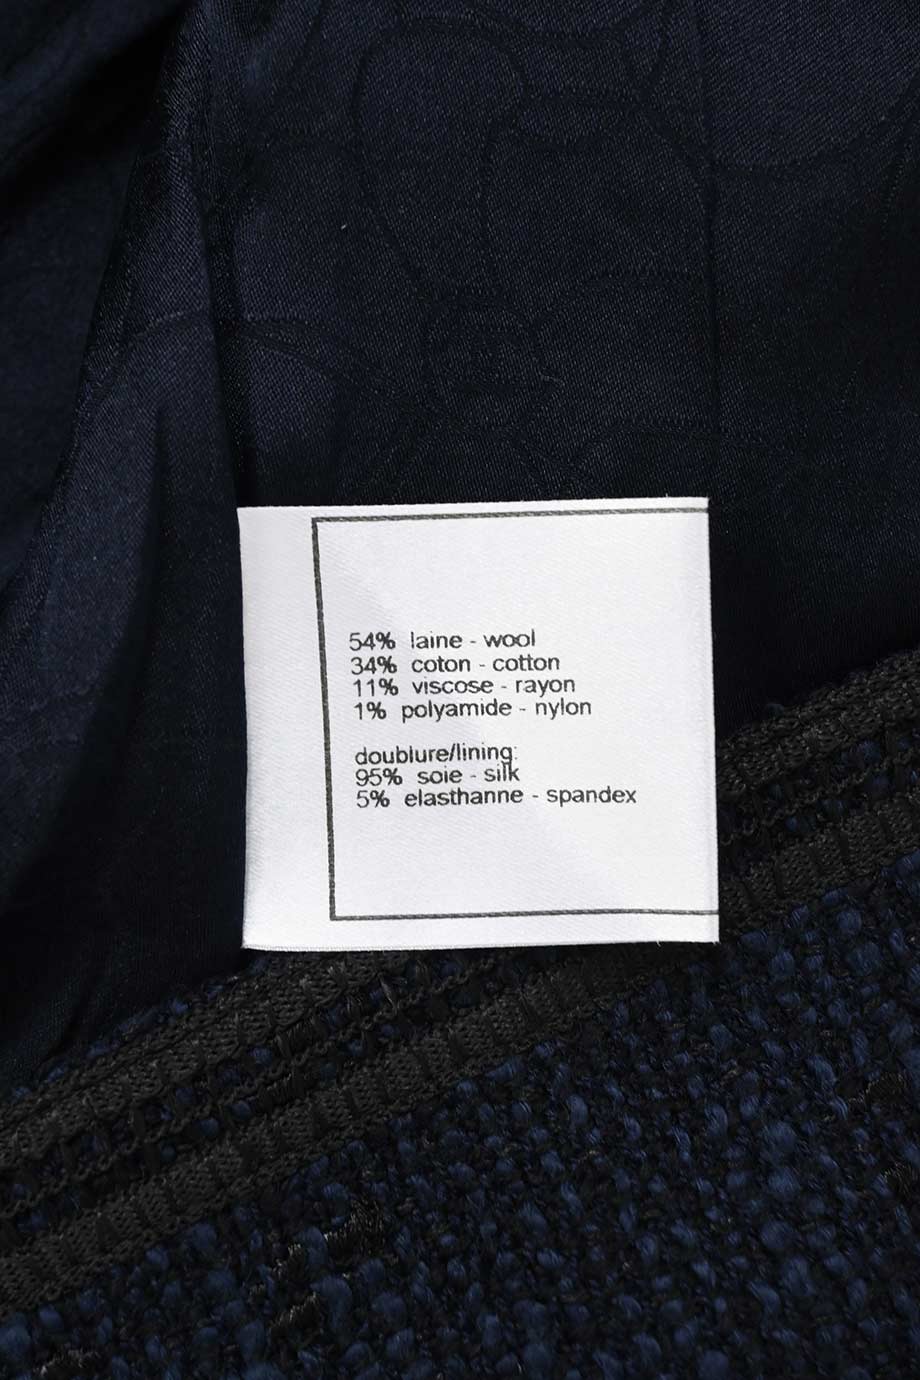 54% laine - wool
34% coton - cotton
11% viscose - rayon
1% polyamide - nylon
doublure/lining:
95% soie - silk
5% elasthanne - spandex